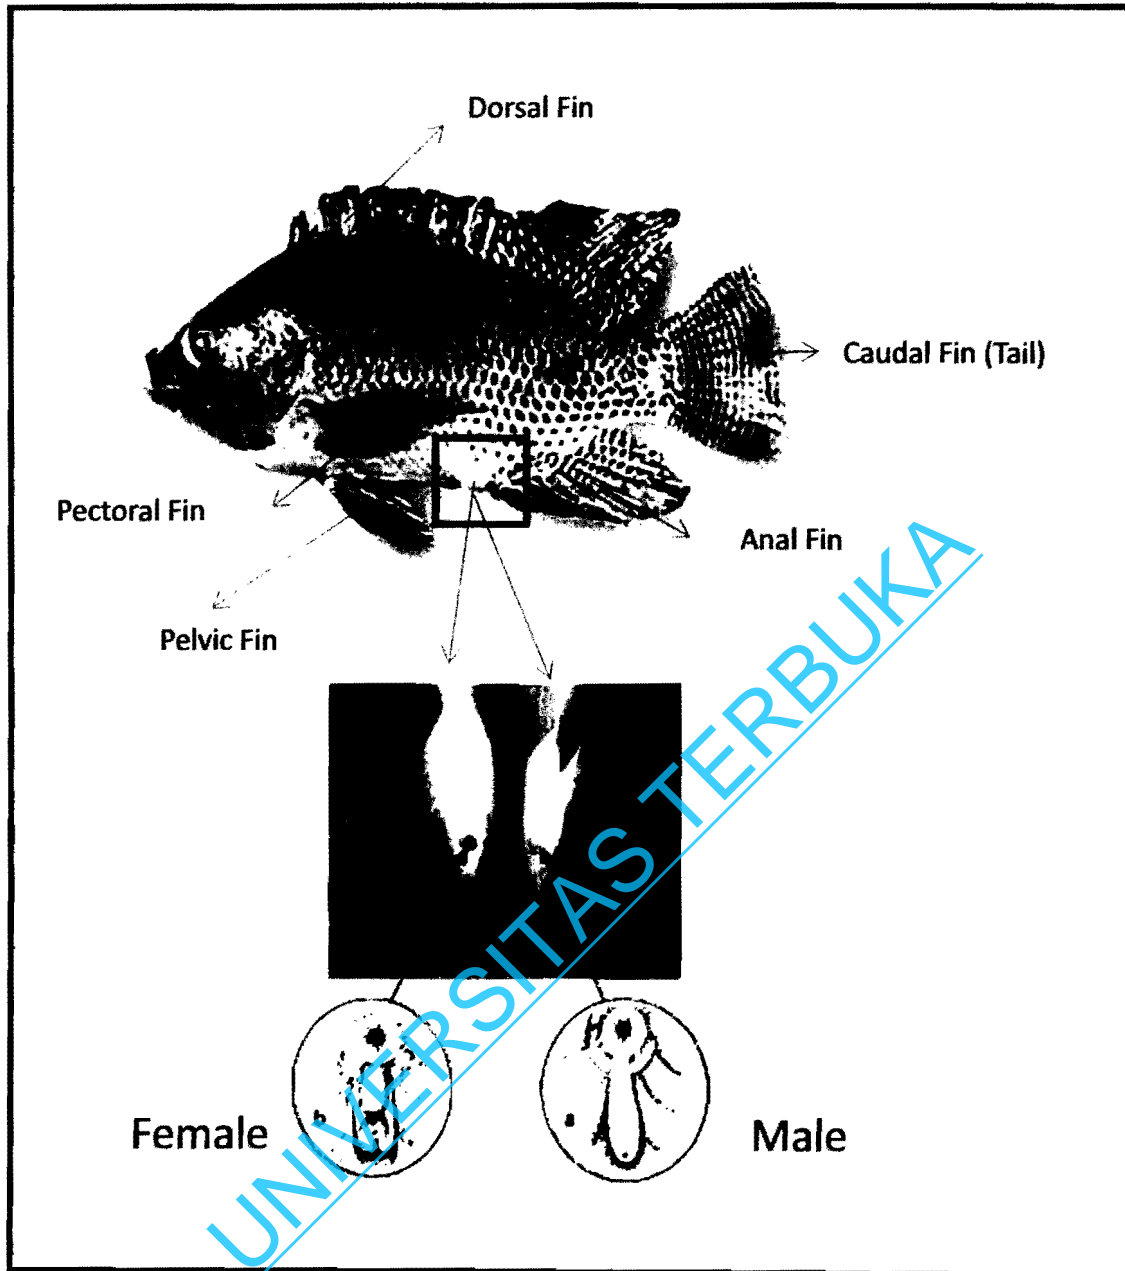 Dorsal Fin
Caudal Fin (Tail)
Pectoral Fin
Anal Fin
Pelvic Fin
b
a
Female
Male
UNIVERSITAS TERBUKA